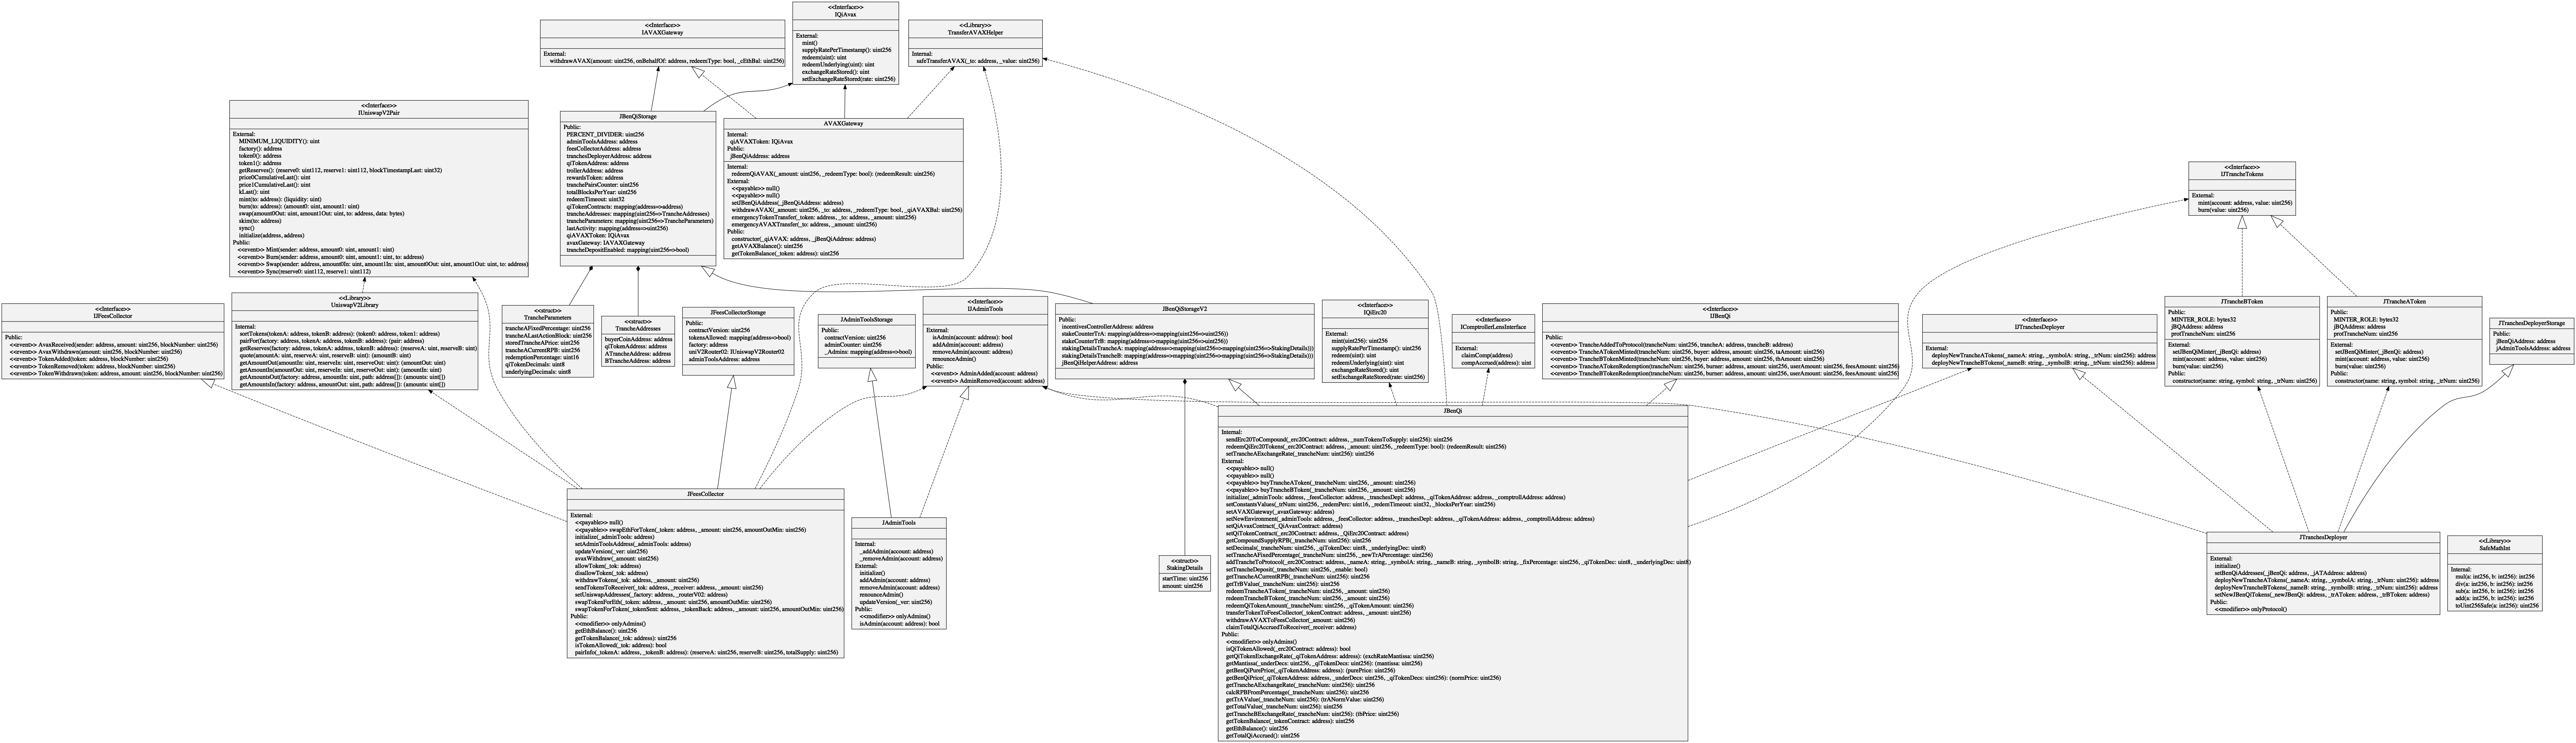 <<Interface>>
IAVAXGateway
External:
withdrawAVAX(amount: uint256, onBehalfOf: address, redeemType: bool, _cEthBal: uint256)
<<Interface>>
IQiAvax
External:
mint()
supplyRatePerTimestamp(): uint256
redeem(uint): uint
redeemUnderlying(uint): uint
exchangeRateStored(): uint
setExchangeRateStored(rate: uint256)
<<Library>>
TransferAVAXHelper
Internal:
safeTransferAVAX(_to: address, _value: uint256)
<<Interface>>
IUniswapV2Pair
External:
MINIMUM_LIQUIDITY(): uint
factory(): address
token0(): address
token1(): address
getReserves(): (reserve0: uint112, reserve1: uint112, blockTimestampLast: uint32)
price0CumulativeLast(): uint
price1CumulativeLast(): uint
kLast(): uint
mint(to: address): (liquidity: uint)
burn(to: address): (amount0: uint, amount1: uint)
swap(amount0Out: uint, amount1Out: uint, to: address, data: bytes)
skim(to: address)
sync()
initialize(address, address)
Public:
<<event>> Mint(sender: address, amount0: uint, amount1: uint)
<<event>> Burn(sender: address, amount0: uint, amount1: uint, to: address)
<<event>> Swap(sender: address, amount0In: uint, amount1In: uint, amount0Out: uint, amount1Out: uint, to: address)
<<event>> Sync(reserve0: uint112, reserve1: uint112)
JBenQiStorage
Public:
PERCENT_DIVIDER: uint256
adminToolsAddress: address
feesCollectorAddress: address
tranchesDeployerAddress: address
qiTokenAddress: address
trollerAddress: address
rewardsToken: address
tranchePairsCounter: uint256
totalBlocksPerYear: uint256
redeemTimeout: uint32
qiTokenContracts: mapping(address=>address)
trancheAddresses: mapping(uint256=>TrancheAddresses)
trancheParameters: mapping(uint256=>TrancheParameters)
lastActivity: mapping(address=>uint256)
qiAVAXToken: IQiAvax
avaxGateway: IAVAXGateway
trancheDepositEnabled: mapping(uint256=>bool)
AVAXGateway
Internal:
qiAVAXToken: IQiAvax
Public:
jBenQiAddress: address
Internal:
redeemQiAVAX(_amount: uint256, _redeemType: bool): (redeemResult: uint256)
External:
<<payable>> null()
<<payable>> null()
setJBenQiAddress(_jBenQiAddress: address)
withdrawAVAX(_amount: uint256, _to: address, _redeemType: bool, _qiAVAXBal: uint256)
emergencyTokenTransfer(_token: address, _to: address, _amount: uint256)
emergencyAVAXTransfer(_to: address, _amount: uint256)
Public:
constructor(_qiAVAX: address, _jBenQiAddress: address)
getAVAXBalance(): uint256
getTokenBalance(_token: address): uint256
<<Interface>>
IJTrancheTokens
External:
mint(account: address, value: uint256)
burn(value: uint256)
<<Interface>>
IJFeesCollector
Public:
<<event>> AvaxReceived(sender: address, amount: uint256, blockNumber: uint256)
<<event>> AvaxWithdrawn(amount: uint256, blockNumber: uint256)
<<event>> TokenAdded(token: address, blockNumber: uint256)
<<event>> TokenRemoved(token: address, blockNumber: uint256)
<<event>> TokenWithdrawn(token: address, amount: uint256, blockNumber: uint256)
<<Library>>
UniswapV2Library
Internal:
sortTokens(tokenA: address, tokenB: address): (token0: address, token1: address)
pairFor(factory: address, tokenA: address, tokenB: address): (pair: address)
getReserves(factory: address, tokenA: address, tokenB: address): (reserveA: uint, reserveB: uint)
quote(amountA: uint, reserveA: uint, reserveB: uint): (amountB: uint)
getAmountOut(amountIn: uint, reserveIn: uint, reserveOut: uint): (amountOut: uint)
getAmountIn(amountOut: uint, reserveIn: uint, reserveOut: uint): (amountIn: uint)
getAmountsOut(factory: address, amountIn: uint, path: address[]): (amounts: uint[])
getAmountsIn(factory: address, amountOut: uint, path: address[]): (amounts: uint[])
<<struct>>
TrancheParameters
trancheAFixedPercentage: uint256
trancheALastActionBlock: uint256
storedTrancheAPrice: uint256
trancheACurrentRPB: uint256
redemptionPercentage: uint16
qiTokenDecimals: uint8
underlyingDecimals: uint8
<<struct>>
TrancheAddresses
buyerCoinAddress: address
qiTokenAddress: address
ATrancheAddress: address
BTrancheAddress: address
JFeesCollectorStorage
Public:
contractVersion: uint256
tokensAllowed: mapping(address=>bool)
factory: address
uniV2Router02: IUniswapV2Router02
adminToolsAddress: address
JAdminToolsStorage
Public:
contractVersion: uint256
adminCounter: uint256
_Admins: mapping(address=>bool)
<<Interface>>
IJAdminTools
External:
isAdmin(account: address): bool
addAdmin(account: address)
removeAdmin(account: address)
renounceAdmin()
Public:
<<event>> AdminAdded(account: address)
<<event>> AdminRemoved(account: address)
JBenQiStorageV2
Public:
incentivesControllerAddress: address
stakeCounterTrA: mapping(address=>mapping(uint256=>uint256))
stakeCounterTrB: mapping(address=>mapping(uint256=>uint256))
stakingDetailsTrancheA: mapping(address=>mapping(uint256=>mapping(uint256=>StakingDetails)))
stakingDetailsTrancheB: mapping(address=>mapping(uint256=>mapping(uint256=>StakingDetails)))
jBenQiHelperAddress: address
<<Interface>>
IQiErc20
External:
mint(uint256): uint256
supplyRatePerTimestamp(): uint256
redeem(uint): uint
redeemUnderlying(uint): uint
exchangeRateStored(): uint
setExchangeRateStored(rate: uint256)
<<Interface>>
IComptrollerLensInterface
External:
claimComp(address)
compAccrued(address): uint
<<Interface>>
IJBenQi
Public:
<<event>> TrancheAddedToProtocol(trancheNum: uint256, trancheA: address, trancheB: address)
<<event>> TrancheATokenMinted(trancheNum: uint256, buyer: address, amount: uint256, taAmount: uint256)
<<event>> TrancheBTokenMinted(trancheNum: uint256, buyer: address, amount: uint256, tbAmount: uint256)
<<event>> TrancheATokenRedemption(trancheNum: uint256, burner: address, amount: uint256, userAmount: uint256, feesAmount: uint256)
<<event>> TrancheBTokenRedemption(trancheNum: uint256, burner: address, amount: uint256, userAmount: uint256, feesAmount: uint256)
<<Interface>>
IJTranchesDeployer
External:
deployNewTrancheATokens(_nameA: string, _symbolA: string, _trNum: uint256): address
deployNewTrancheBTokens(_nameB: string, _symbolB: string, _trNum: uint256): address
JTrancheBToken
Public:
MINTER_ROLE: bytes32
jBQAddress: address
protTrancheNum: uint256
External:
setJBenQiMinter(_jBenQi: address)
mint(account: address, value: uint256)
burn(value: uint256)
Public:
constructor(name: string, symbol: string, _trNum: uint256)
JTrancheAToken
Public:
MINTER_ROLE: bytes32
jBQAddress: address
protTrancheNum: uint256
External:
setJBenQiMinter(_jBenQi: address)
mint(account: address, value: uint256)
burn(value: uint256)
Public:
constructor(name: string, symbol: string, _trNum: uint256)
JTranchesDeployerStorage
Public:
jBenQiAddress: address
jAdminToolsAddress: address
JFeesCollector
External:
<<payable>> null()
<<payable>> swapEthForToken(_token: address, _amount: uint256, amountOutMin: uint256)
initialize(_adminTools: address)
setAdminToolsAddress(_adminTools: address)
updateVersion(_ver: uint256)
avaxWithdraw(_amount: uint256)
allowToken(_tok: address)
disallowToken(_tok: address)
withdrawTokens(_tok: address, _amount: uint256)
sendTokensToReceiver(_tok: address, _receiver: address, _amount: uint256)
setUniswapAddresses(_factory: address, _routerV02: address)
swapTokenForEth(_token: address, _amount: uint256, amountOutMin: uint256)
swapTokenForToken(_tokenSent: address, _tokenBack: address, _amount: uint256, amountOutMin: uint256)
Public:
<<modifier>> onlyAdmins()
getEthBalance(): uint256
getTokenBalance(_tok: address): uint256
isTokenAllowed(_tok: address): bool
pairInfo(_tokenA: address, _tokenB: address): (reserveA: uint256, reserveB: uint256, totalSupply: uint256)
JAdminTools
Internal:
_addAdmin(account: address)
_removeAdmin(account: address)
External:
initialize()
addAdmin(account: address)
removeAdmin(account: address)
renounceAdmin()
updateVersion(_ver: uint256)
Public:
<<modifier>> onlyAdmins()
isAdmin(account: address): bool
<<struct>>
StakingDetails
startTime: uint256
amount: uint256
JBenQi
Internal:
sendErc20ToCompound(_erc20Contract: address, _numTokensToSupply: uint256): uint256
redeemQiErc20Tokens(_erc20Contract: address, _amount: uint256, _redeemType: bool): (redeemResult: uint256)
setTrancheAExchangeRate(_trancheNum: uint256): uint256
External:
<<payable>> null()
<<payable>> null()
<<payable>> buyTrancheAToken(_trancheNum: uint256, _amount: uint256)
<<payable>> buyTrancheBToken(_trancheNum: uint256, _amount: uint256)
initialize(_adminTools: address, _feesCollector: address, _tranchesDepl: address, _qiTokenAddress: address, _comptrollAddress: address)
setConstantsValues(_trNum: uint256, _redemPerc: uint16, _redemTimeout: uint32, _blocksPerYear: uint256)
setAVAXGateway(_avaxGateway: address)
setNewEnvironment(_adminTools: address, _feesCollector: address, _tranchesDepl: address, _qiTokenAddress: address, _comptrollAddress: address)
setQiAvaxContract(_QiAvaxContract: address)
setQiTokenContract(_erc20Contract: address, _QiErc20Contract: address)
getCompoundSupplyRPB(_trancheNum: uint256): uint256
setDecimals(_trancheNum: uint256, _qiTokenDec: uint8, _underlyingDec: uint8)
setTrancheAFixedPercentage(_trancheNum: uint256, _newTrAPercentage: uint256)
addTrancheToProtocol(_erc20Contract: address, _nameA: string, _symbolA: string, _nameB: string, _symbolB: string, _fixPercentage: uint256, _qiTokenDec: uint8, _underlyingDec: uint8)
setTrancheDeposit(_trancheNum: uint256, _enable: bool)
getTrancheACurrentRPB(_trancheNum: uint256): uint256
getTrBValue(_trancheNum: uint256): uint256
redeemTrancheAToken(_trancheNum: uint256, _amount: uint256)
redeemTrancheBToken(_trancheNum: uint256, _amount: uint256)
redeemQiTokenAmount(_trancheNum: uint256, _qiTokenAmount: uint256)
transferTokenToFeesCollector(_tokenContract: address, _amount: uint256)
withdrawAVAXToFeesCollector(_amount: uint256)
claimTotalQiAccruedToReceiver(_receiver: address)
Public:
<<modifier>> onlyAdmins()
isQiTokenAllowed(_erc20Contract: address): bool
getQiTokenExchangeRate(_qiTokenAddress: address): (exchRateMantissa: uint256)
getMantissa(_underDecs: uint256, _qiTokenDecs: uint256): (mantissa: uint256)
getBenQiPurePrice(_qiTokenAddress: address): (purePrice: uint256)
getBenQiPrice(_qiTokenAddress: address, _underDecs: uint256, _qiTokenDecs: uint256): (normPrice: uint256)
getTrancheAExchangeRate(_trancheNum: uint256): uint256
calcRPBFromPercentage(_trancheNum: uint256): uint256
getTrAValue(_trancheNum: uint256): (trANormValue: uint256)
getTotalValue(_trancheNum: uint256): uint256
getTrancheBExchangeRate(_trancheNum: uint256): (tbPrice: uint256)
getTokenBalance(_tokenContract: address): uint256
getEthBalance(): uint256
getTotalQiAccrued(): uint256
JTranchesDeployer
External:
initialize()
setBenQiAddresses(_jBenQi: address, _jATAddress: address)
deployNewTrancheATokens(_nameA: string, _symbolA: string, _trNum: uint256): address
deployNewTrancheBTokens(_nameB: string, _symbolB: string, _trNum: uint256): address
setNewJBenQiTokens(_newJBenQi: address, _trAToken: address, _trBToken: address)
Public:
<<modifier>> onlyProtocol()
<<Library>>
SafeMathInt
Internal:
mul(a: int256, b: int256): int256
div(a: int256, b: int256): int256
sub(a: int256, b: int256): int256
add(a: int256, b: int256): int256
toUint256Safe(a: int256): uint256